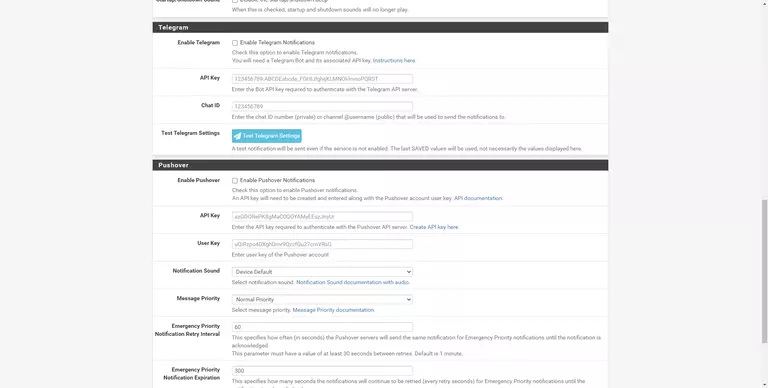 When this is checked, startup and shutdown sounds will no longer play.
Telegram
Enable Telegram
Enable Telegram Notifications
Check this option to enable Telegram notifications.
You will need a Telegram Bot and its associated API key. Instructions here.
API Key
Enter the Bot API key required to authenticate with the Telegram API server.
Chat ID
123456789
Enter the chat ID number (private) or channel @username (public) that will be used to send the notifications to.
Test Telegram Settings
Test Telegram Settings
A test notification will be sent even if the service is not enabled. The last SAVED values will be used, not necessarily the values displayed here.
Pushover
Enable Pushover
Enable Pushover Notifications
Check this option to enable Pushover notifications.
An API key will need to be created and entered along with the Pushover account user key. API documentation
API Key
Enter the API key required to authenticate with the Pushover API server. Create API key here.
User Key
Enter user key of the Pushover account
Notification Sound
Device Default
Select notification sound. Notification Sound documentation with audio.
Message Priority
Normal Priority
Select message priority. Message Priority documentation.
Emergency Priority
Notification Retry Interval
60
This specifies how often (in seconds) the Pushover servers will send the same notification for Emergency Priority notifications until the notification is
acknowledged.
This parameter must have a value of at least 30 seconds between retries. Default is 1 minute.
Emergency Priority
Notification Expiration
300
This specifies how many seconds the notifications will continue to be retried (every retry seconds) for Emergency Priority notifications until the